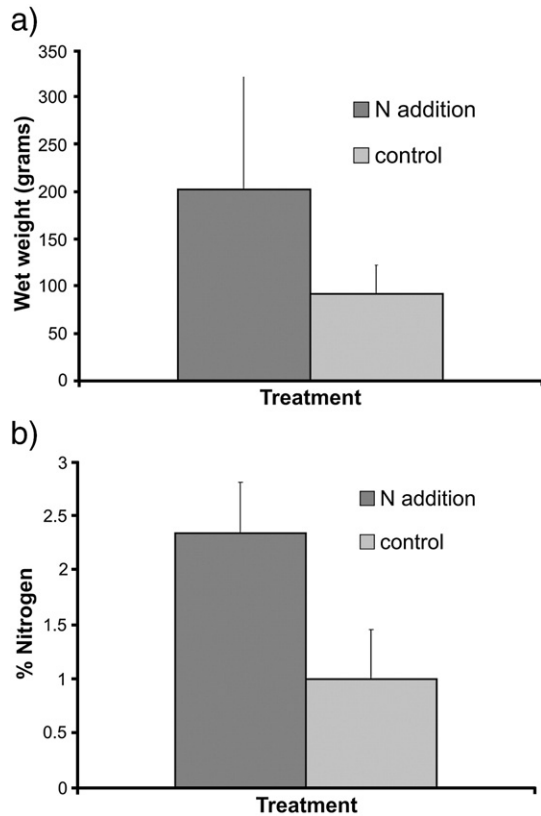 a)
350
300
250
200
150
100
50
0
Wet weight (grams)
N addition
control
Treatment
b)
3
2.5
2
1.5
1
0.5
0
% Nitrogen
N addition
control
Treatment